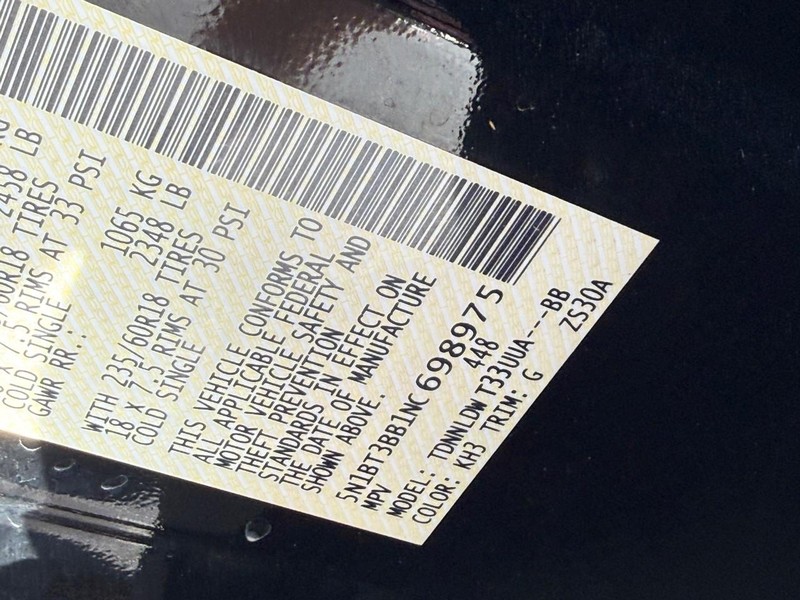 2458 LB
60R18 TIRES
7.5 RIMS AT 33 PSI
COLD SINGLE
GAWR RR.: 1065 KG
2348 LB
WITH 235/60R18 TIRES
18 X 7.5 RIMS AT 30 PSI
COLD SINGLE
THIS VEHICLE CONFORMS TO
ALL APPLICABLE FEDERAL
MOTOR VEHICLE SAFETY AND
THEFT PREVENTION
STANDARDS IN EFFECT ON
THE DATE OF MANUFACTURE
SHOWN ABOVE.
5N1BT3BB1NC698975
MPV 448
MODEL: TDNNLDW T33UUA---BB
COLOR: KH3 TRIM: G ZS30A